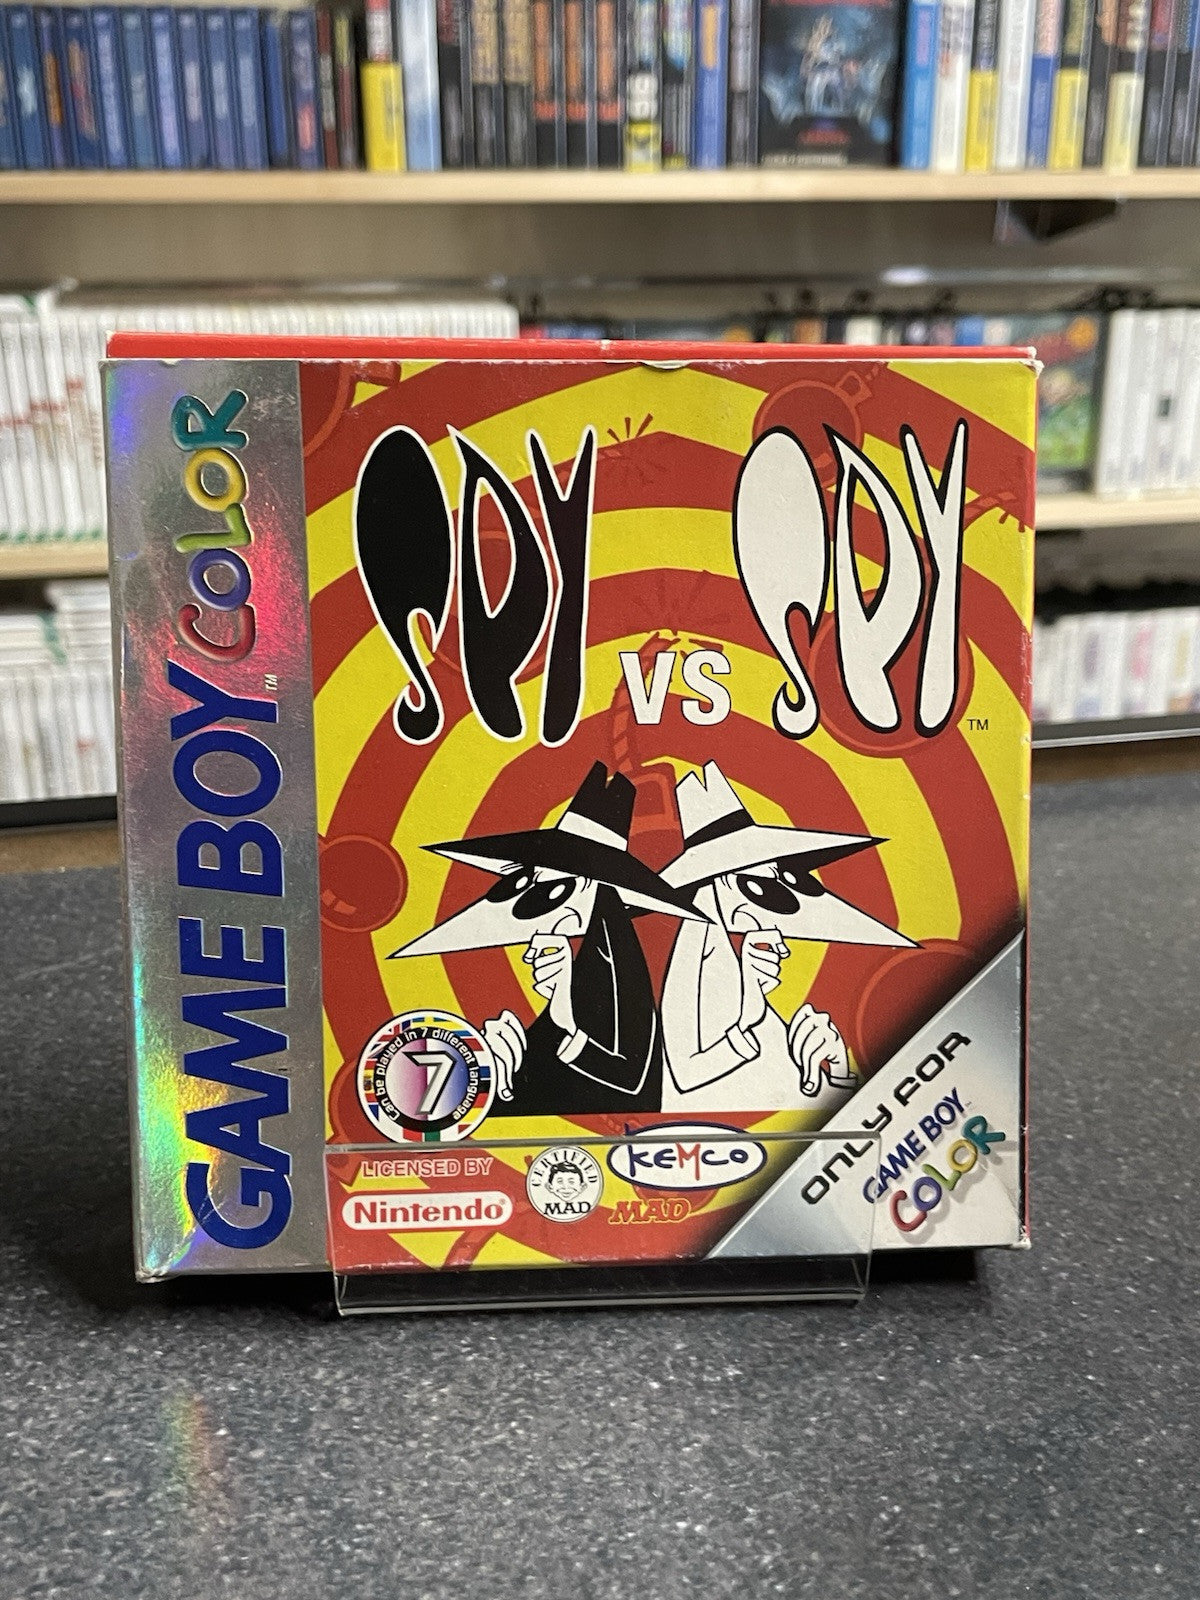 GAME BOY COLOR
TM
SPY
vs
SPY
TM
Can be played in 7 different language
7
LICENSED BY
Nintendo
CERTIFIED
MAD
KEMCO
MAD
ONLY FOR
GAME BOY
COLOR